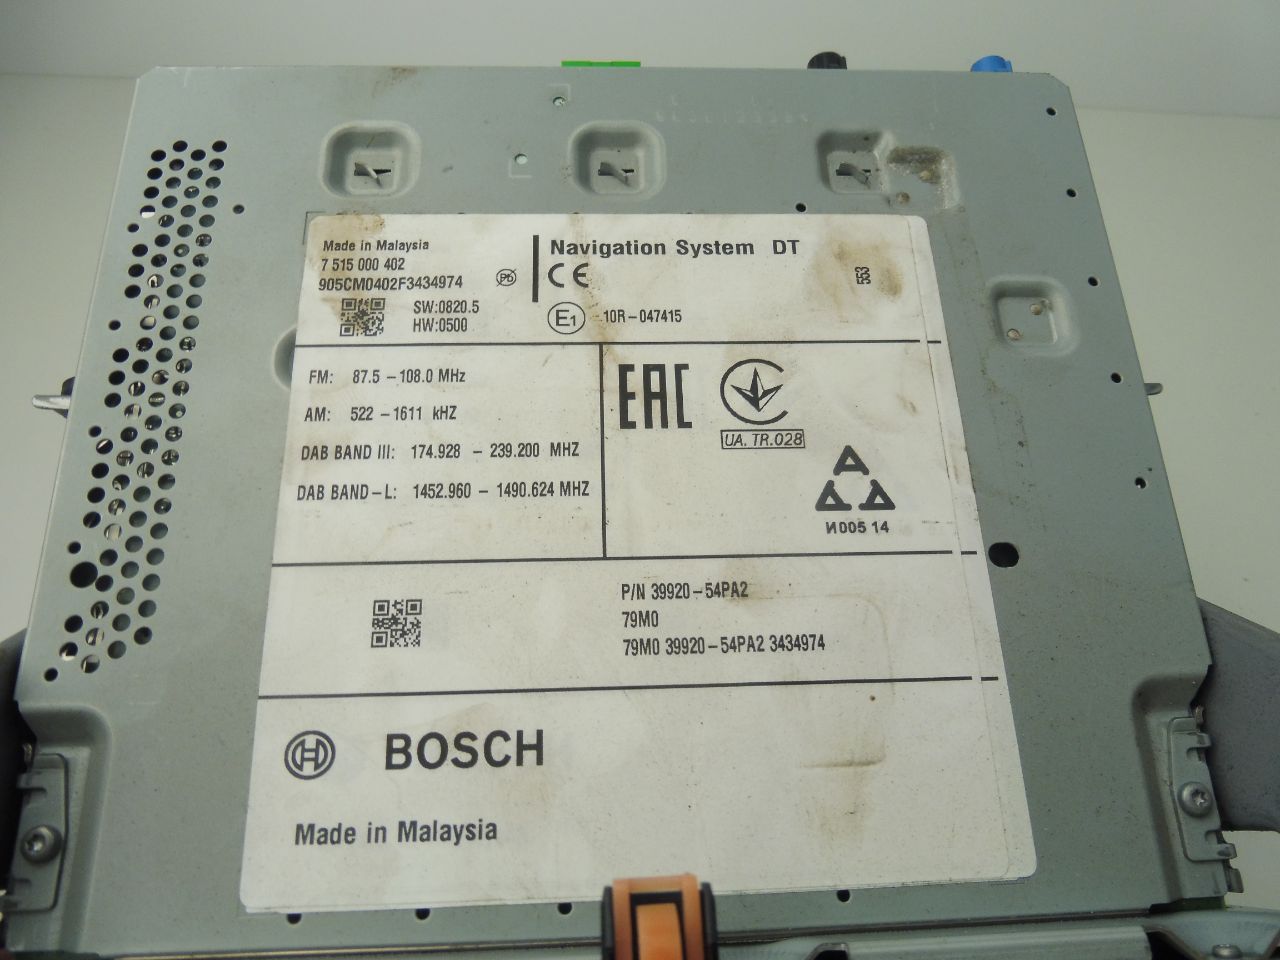 Made in Malaysia
7 515 000 402
905CM0402F3434974
Pb
SW:0820.5
HW:0500
Navigation System DT
CE
E1
10R-047415
553
FM: 87.5 - 108.0 MHz
AM: 522 - 1611 kHZ
DAB BAND III: 174.928 - 239.200 MHZ
DAB BAND-L: 1452.960 - 1490.624 MHZ
EAC
UA.TR.028
И005 14
P/N 39920-54PA2
79M0
79M0 39920-54PA2 3434974
BOSCH
Made in Malaysia